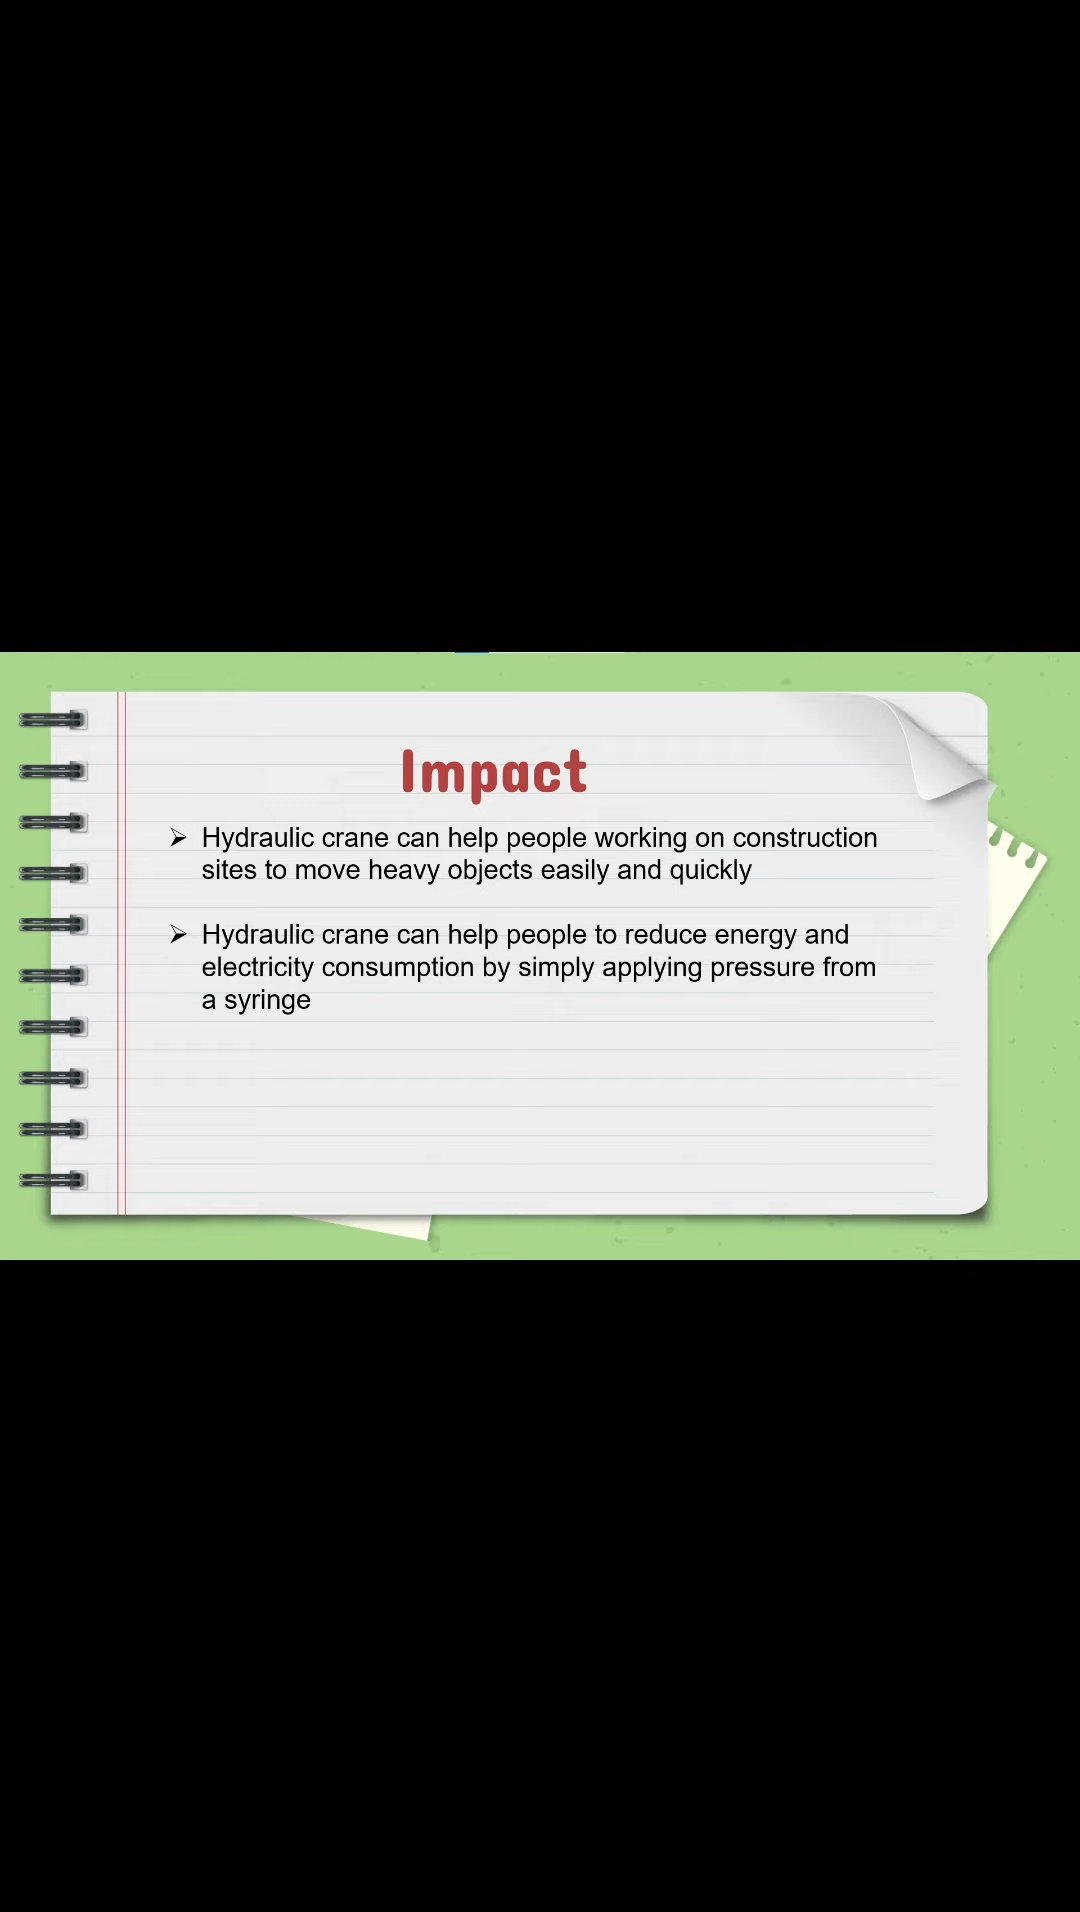 Impact
➢ Hydraulic crane can help people working on construction
sites to move heavy objects easily and quickly
➢ Hydraulic crane can help people to reduce energy and
electricity consumption by simply applying pressure from
a syringe